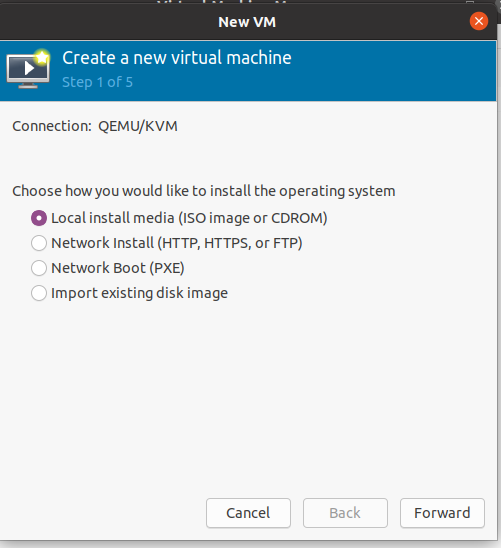 New VM
Create a new virtual machine
Step 1 of 5
Connection: QEMU/KVM
Choose how you would like to install the operating system
Local install media (ISO image or CDROM)
Network Install (HTTP, HTTPS, or FTP)
Network Boot (PXE)
Import existing disk image
Cancel
Back
Forward